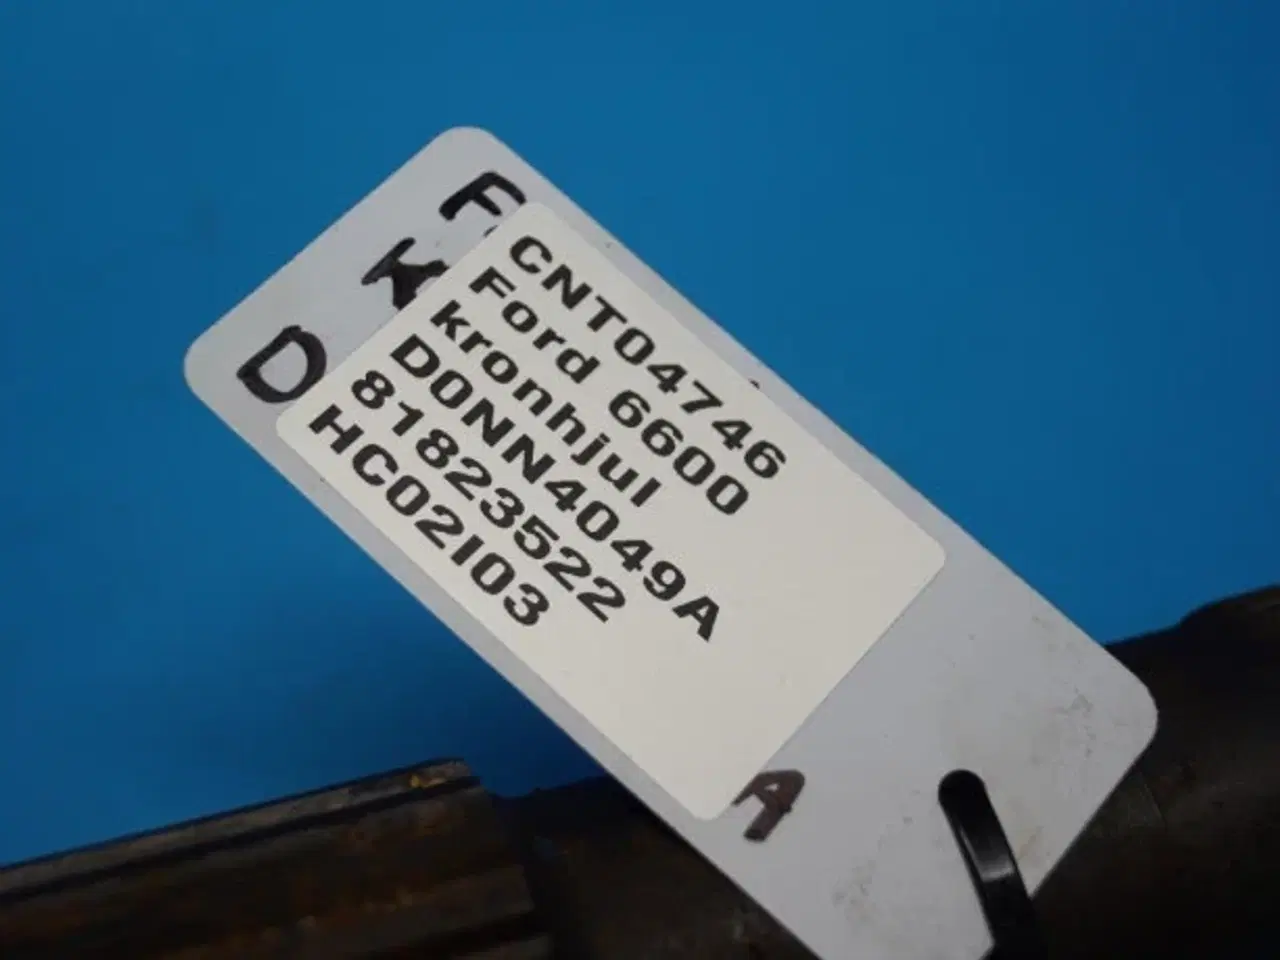 F
K
D
CNT04746
Ford 6600
kronhjul
D0NN4049A
81823522
HC02I03
A